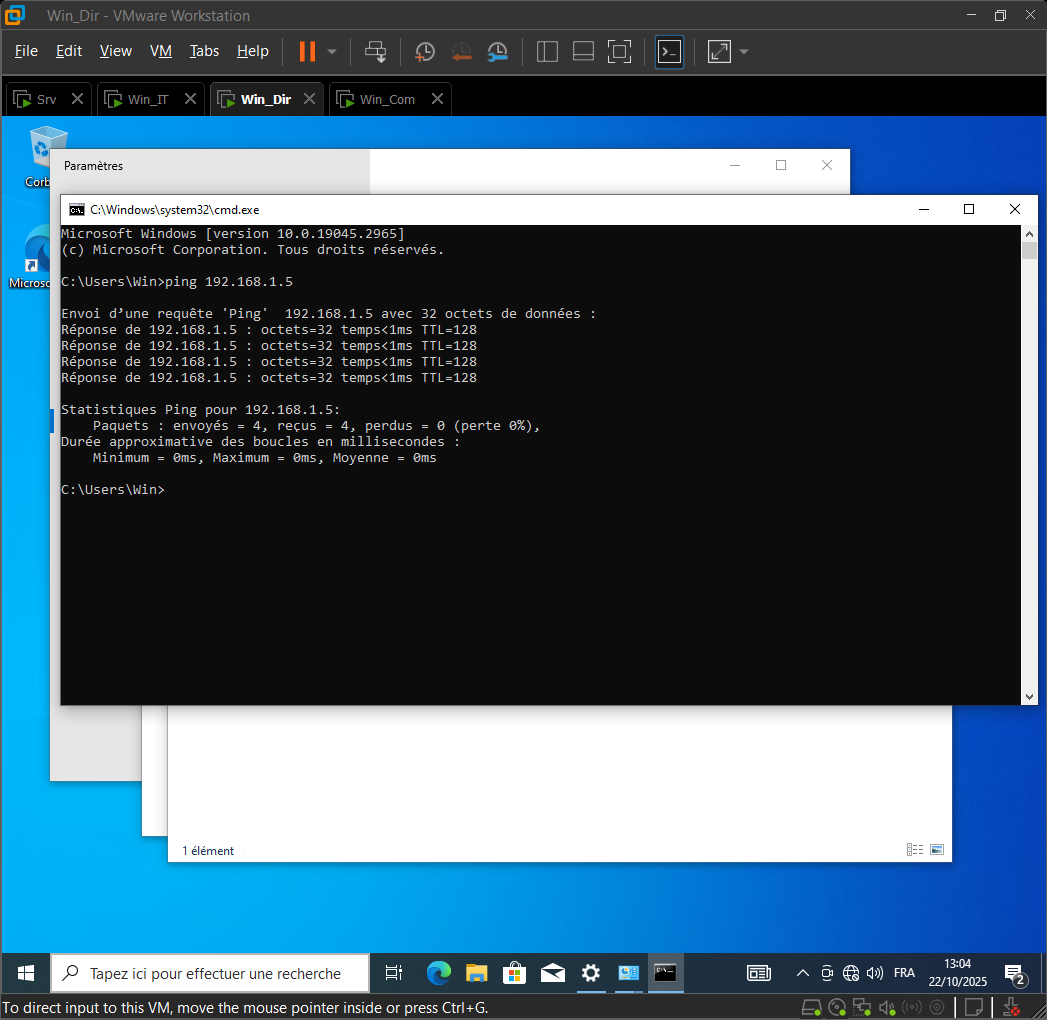 Win_Dir - VMware Workstation
File Edit View VM Tabs Help
Srv Win_IT Win_Dir Win_Com
Corb
Microso
Paramètres
C:\Windows\system32\cmd.exe
Microsoft Windows [version 10.0.19045.2965]
(c) Microsoft Corporation. Tous droits réservés.
C:\Users\Win>ping 192.168.1.5
Envoi d’une requête 'Ping'  192.168.1.5 avec 32 octets de données :
Réponse de 192.168.1.5 : octets=32 temps<1ms TTL=128
Réponse de 192.168.1.5 : octets=32 temps<1ms TTL=128
Réponse de 192.168.1.5 : octets=32 temps<1ms TTL=128
Réponse de 192.168.1.5 : octets=32 temps<1ms TTL=128
Statistiques Ping pour 192.168.1.5:
    Paquets : envoyés = 4, reçus = 4, perdus = 0 (perte 0%),
Durée approximative des boucles en millisecondes :
    Minimum = 0ms, Maximum = 0ms, Moyenne = 0ms
C:\Users\Win>
1 élément
Tapez ici pour effectuer une recherche
FRA
13:04
22/10/2025
2
To direct input to this VM, move the mouse pointer inside or press Ctrl+G.